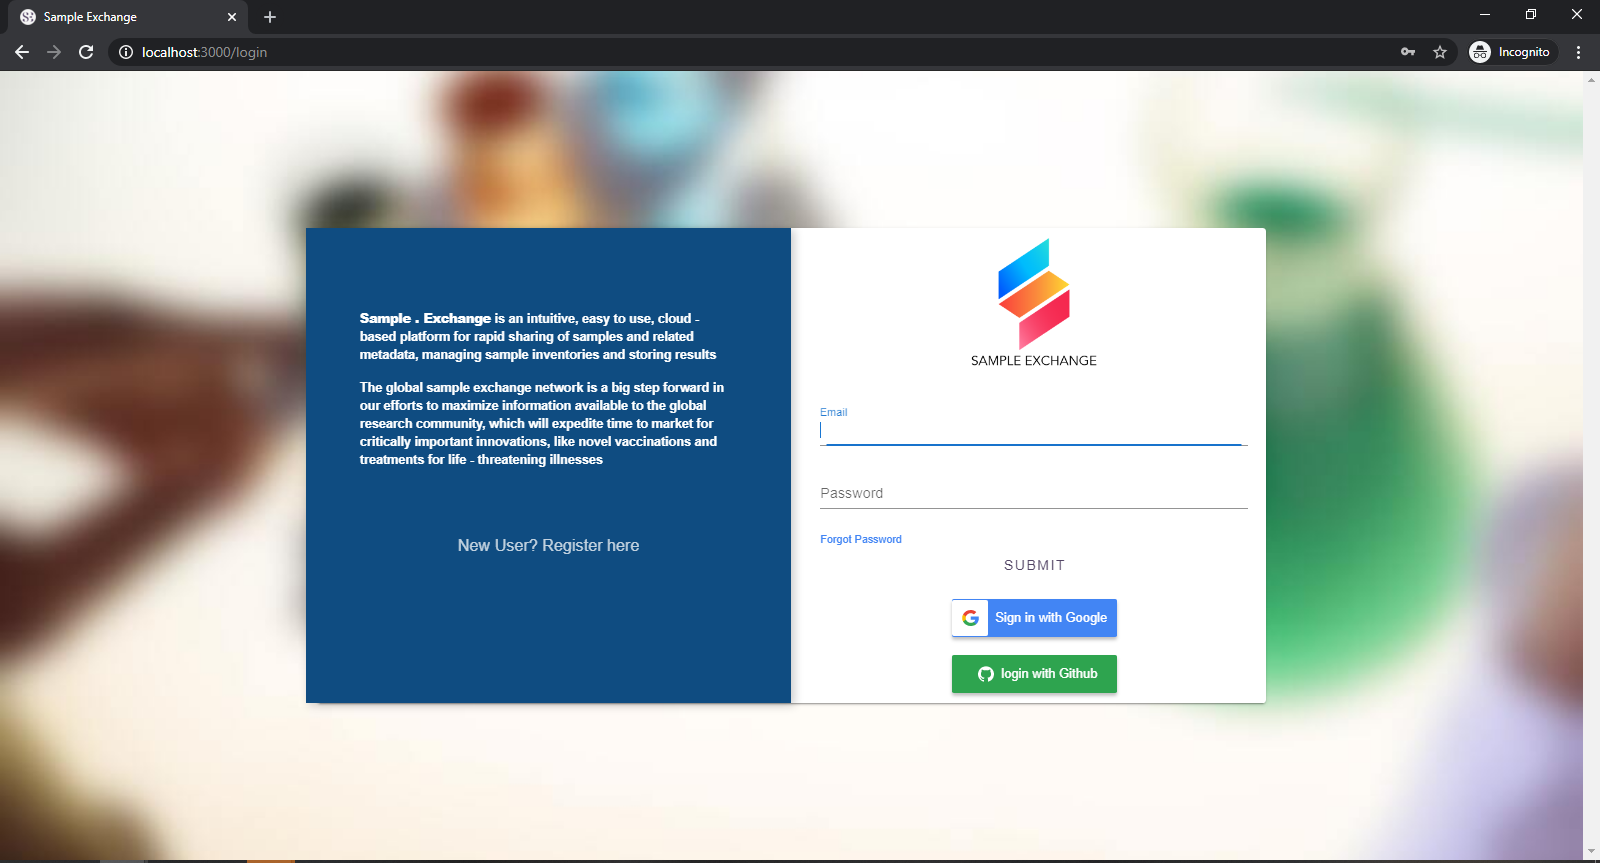 Sample Exchange
localhost:3000/login
Incognito
Sample . Exchange is an intuitive, easy to use, cloud -
based platform for rapid sharing of samples and related
metadata, managing sample inventories and storing results
The global sample exchange network is a big step forward in
our efforts to maximize information available to the global
research community, which will expedite time to market for
critically important innovations, like novel vaccinations and
treatments for life - threatening illnesses
New User? Register here
SAMPLE EXCHANGE
Email
Password
Forgot Password
SUBMIT
Sign in with Google
login with Github